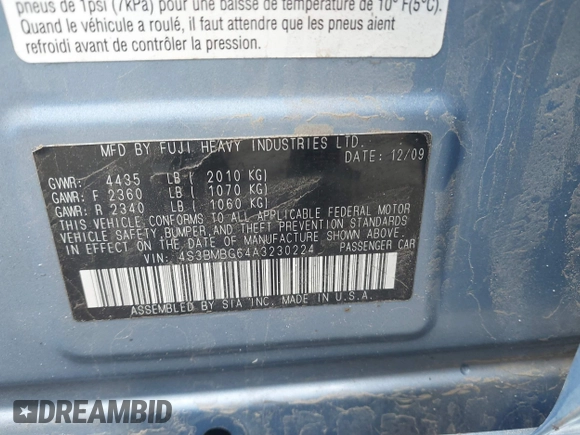 pneus de 1psi (7kPa) pour une baisse de température de 10° F(5°C).
Quand le véhicule a roulé, il faut attendre que les pneus aient
refroidi avant de contrôler la pression.
MFD BY FUJI HEAVY INDUSTRIES LTD.
DATE: 12/09
GVWR: 4435 LB ( 2010 KG)
GAWR: F 2360 LB ( 1070 KG)
GAWR: R 2340 LB ( 1060 KG)
THIS VEHICLE CONFORMS TO ALL APPLICABLE FEDERAL MOTOR
VEHICLE SAFETY, BUMPER, AND THEFT PREVENTION STANDARDS
IN EFFECT ON THE DATE OF MANUFACTURE SHOWN ABOVE.
VIN: 4S3BMBG64A3230224 PASSENGER CAR
ASSEMBLED BY SIA INC. MADE IN U.S.A.
DREAMBID